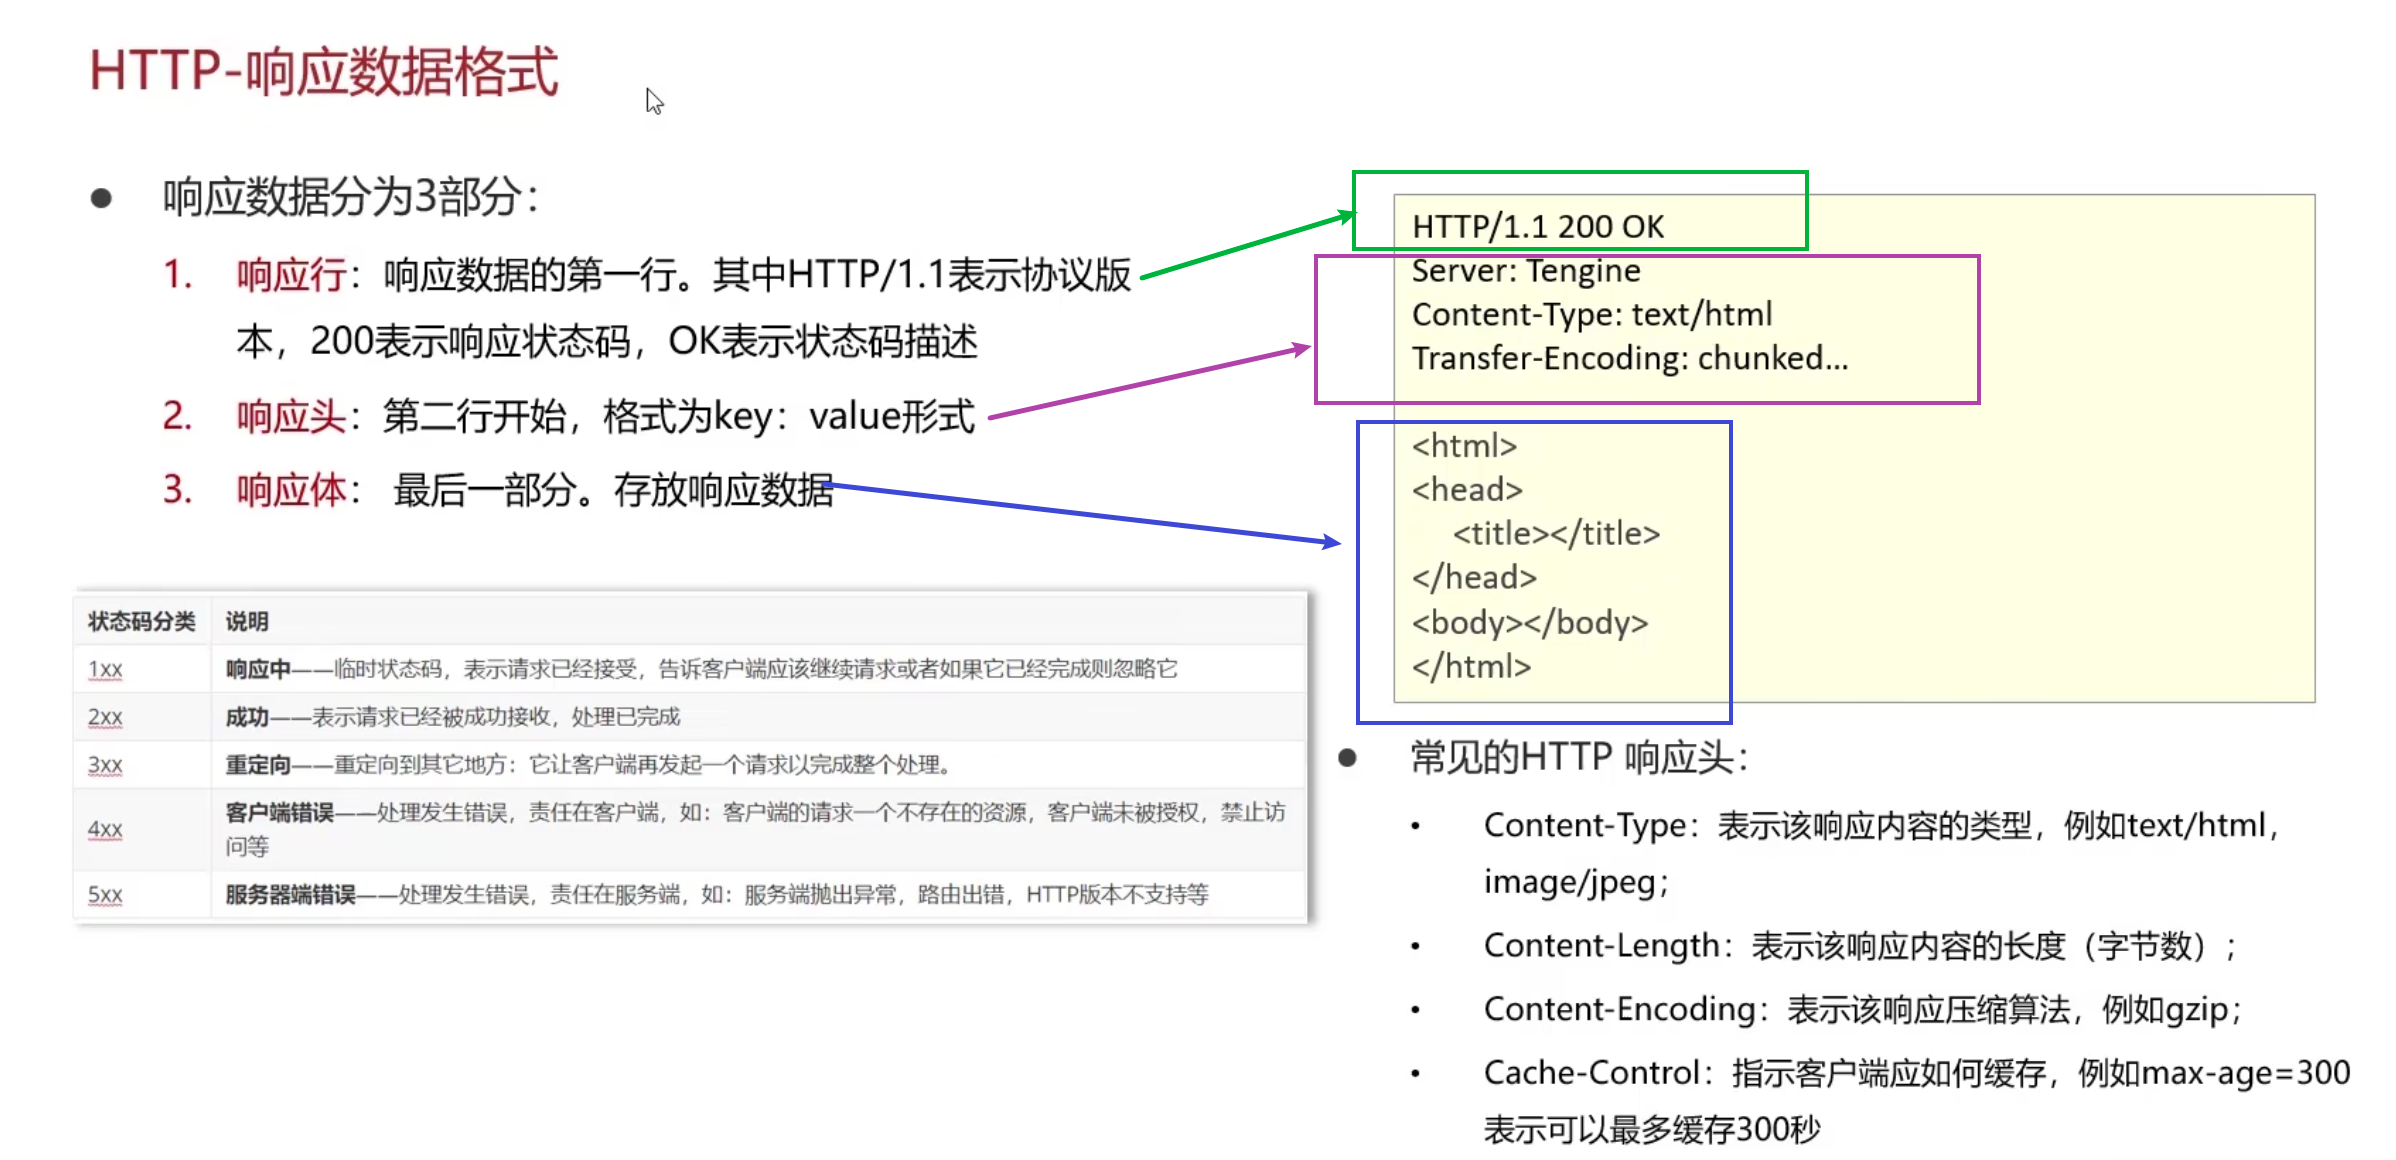 HTTP-响应数据格式
响应数据分为3部分：
1. 响应行：响应数据的第一行。其中HTTP/1.1表示协议版
本，200表示响应状态码，OK表示状态码描述
2. 响应头：第二行开始，格式为key：value形式
3. 响应体： 最后一部分。存放响应数据
状态码分类 说明
1xx 响应中——临时状态码，表示请求已经接受，告诉客户端应该继续请求或者如果它已经完成则忽略它
2xx 成功——表示请求已经被成功接收，处理已完成
3xx 重定向——重定向到其它地方：它让客户端再发起一个请求以完成整个处理。
4xx 客户端错误——处理发生错误，责任在客户端，如：客户端的请求一个不存在的资源，客户端未被授权，禁止访
问等
5xx 服务器端错误——处理发生错误，责任在服务端，如：服务端抛出异常，路由出错，HTTP版本不支持等
HTTP/1.1 200 OK
Server: Tengine
Content-Type: text/html
Transfer-Encoding: chunked...
<html>
<head>
<title></title>
</head>
<body></body>
</html>
常见的HTTP 响应头：
Content-Type：表示该响应内容的类型，例如text/html，
image/jpeg；
Content-Length：表示该响应内容的长度（字节数）；
Content-Encoding：表示该响应压缩算法，例如gzip；
Cache-Control：指示客户端应如何缓存，例如max-age=300
表示可以最多缓存300秒